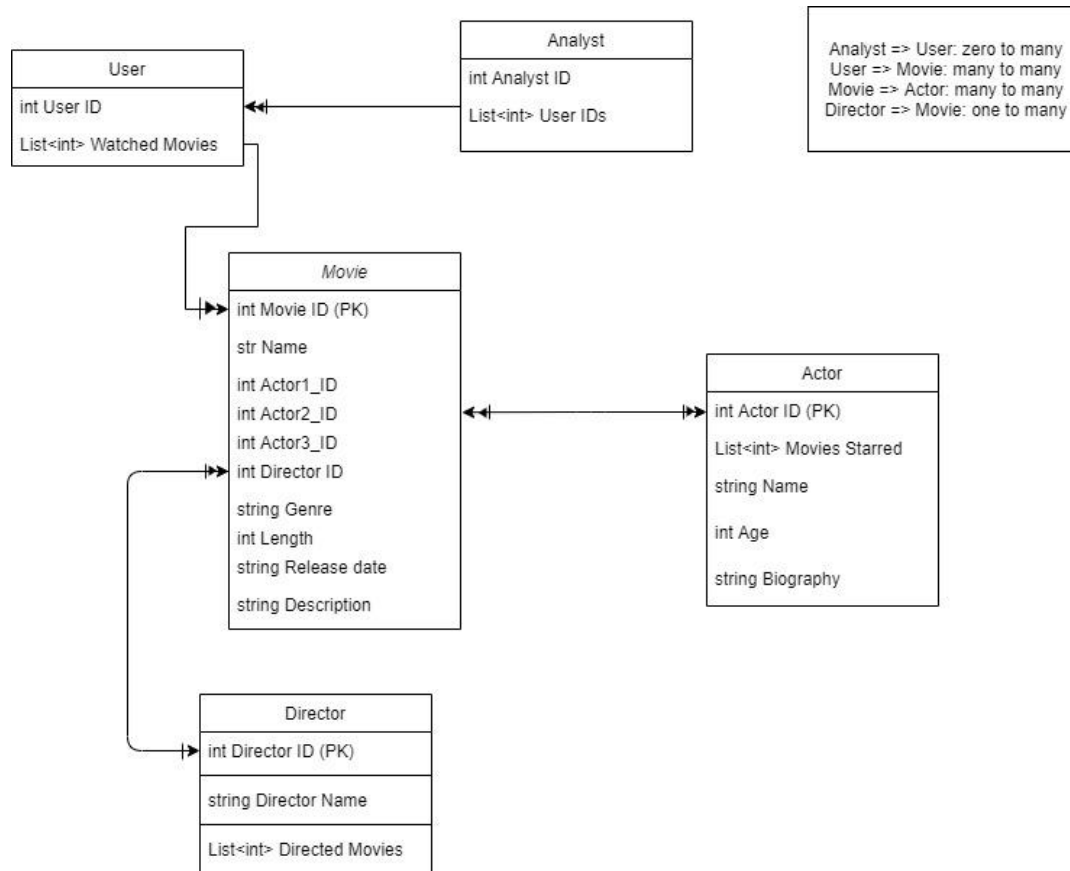 User
int User ID
List<int> Watched Movies
Analyst
int Analyst ID
List<int> User IDs
Analyst => User: zero to many
User => Movie: many to many
Movie => Actor: many to many
Director => Movie: one to many
Movie
int Movie ID (PK)
str Name
int Actor1_ID
int Actor2_ID
int Actor3_ID
int Director ID
string Genre
int Length
string Release date
string Description
Actor
int Actor ID (PK)
List<int> Movies Starred
string Name
int Age
string Biography
Director
int Director ID (PK)
string Director Name
List<int> Directed Movies